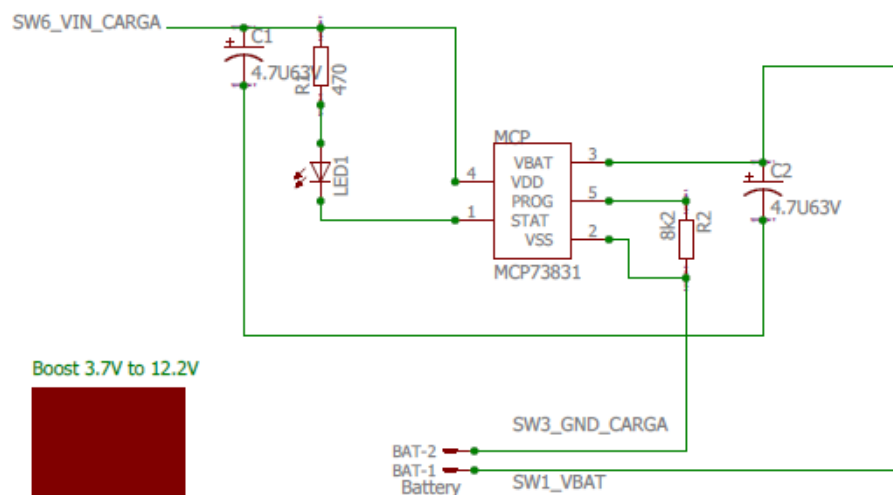 SW6_VIN_CARGA
+
C1
4.7U63V
R1
470
LED1
MCP
VBAT
3
4
VDD
PROG
5
1
STAT
VSS
2
MCP73831
+
C2
4.7U63V
8k2
R2
Boost 3.7V to 12.2V
SW3_GND_CARGA
BAT-2
BAT-1
Battery
SW1_VBAT